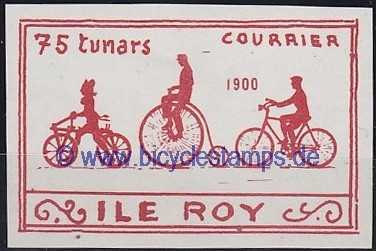 75 tunars COURRIER
1900
© www.bicyclestamps.de
ILE ROY